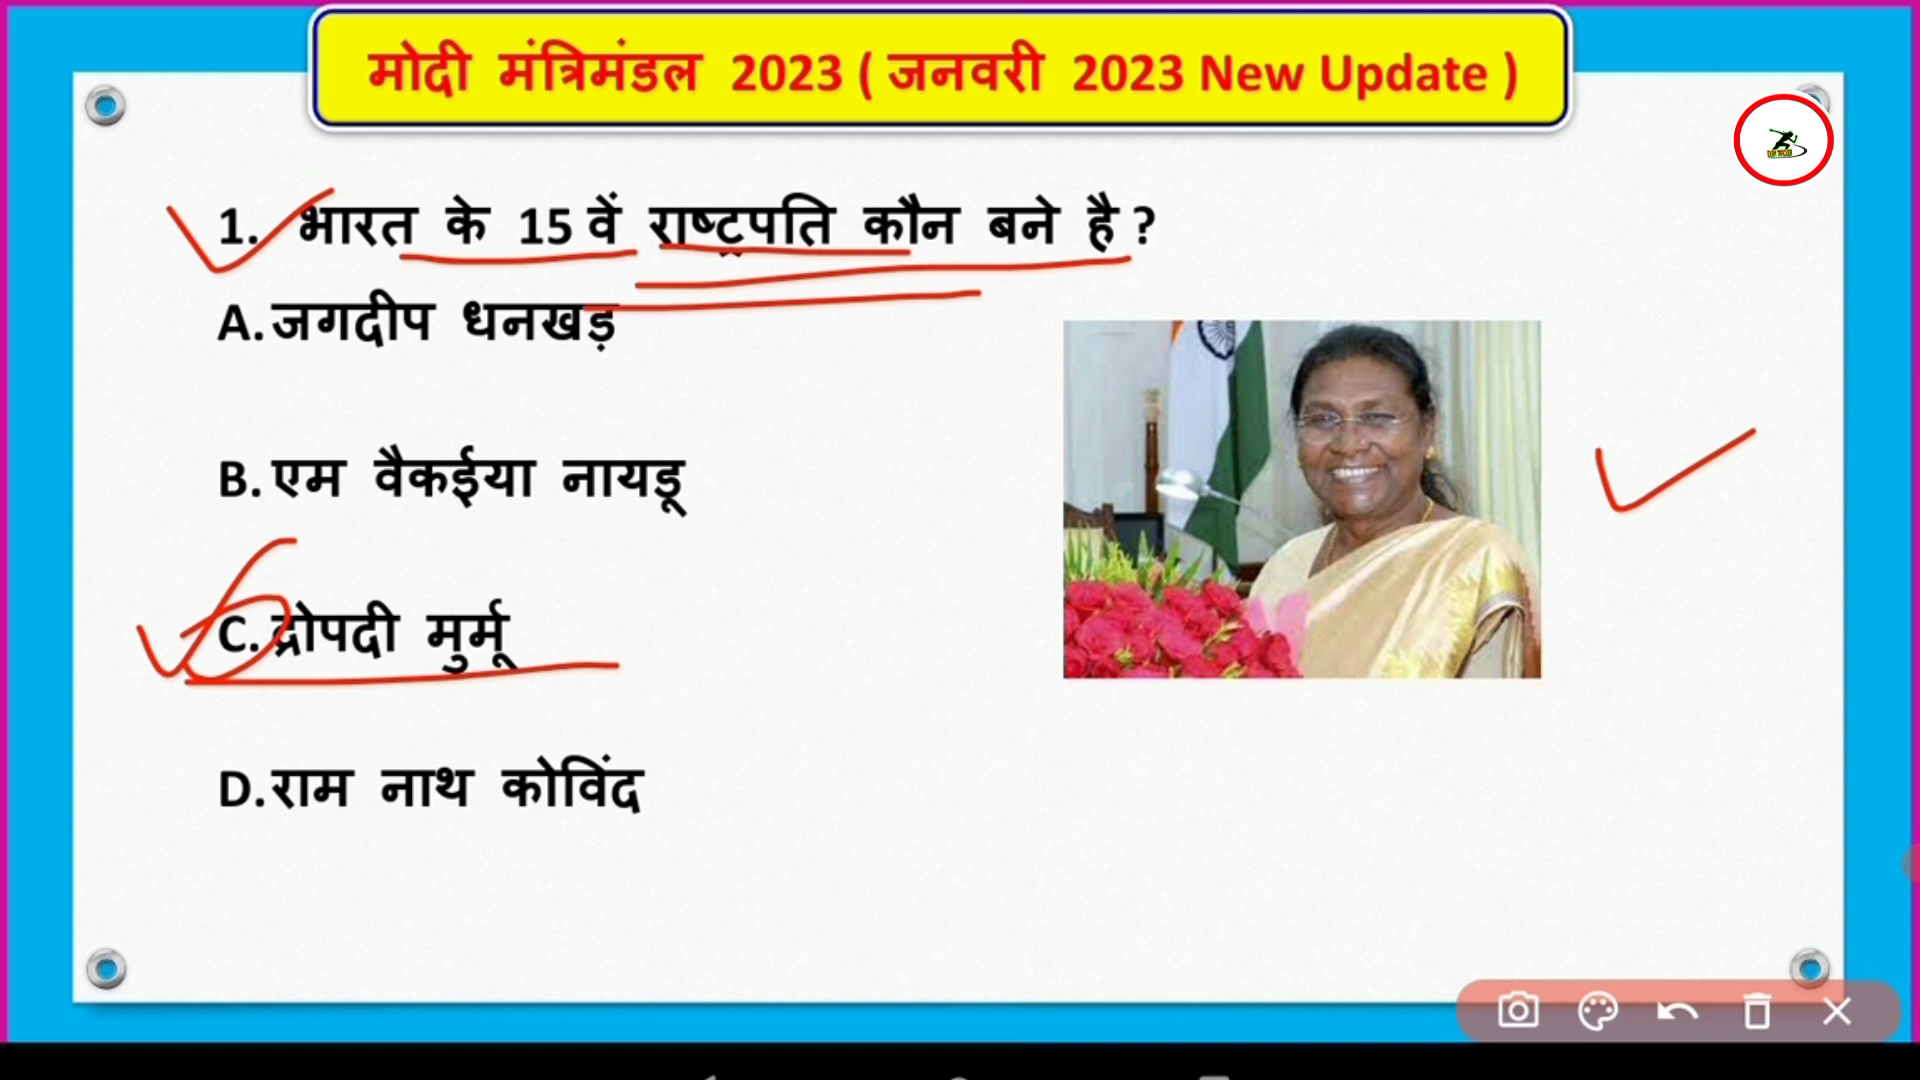 मोदी मंत्रिमंडल 2023 ( जनवरी 2023 New Update )
1. भारत के 15 वें राष्ट्रपति कौन बने है ?
A. जगदीप धनखड़
B. एम वैकईया नायडू
C. द्रोपदी मुर्मू
D. राम नाथ कोविंद